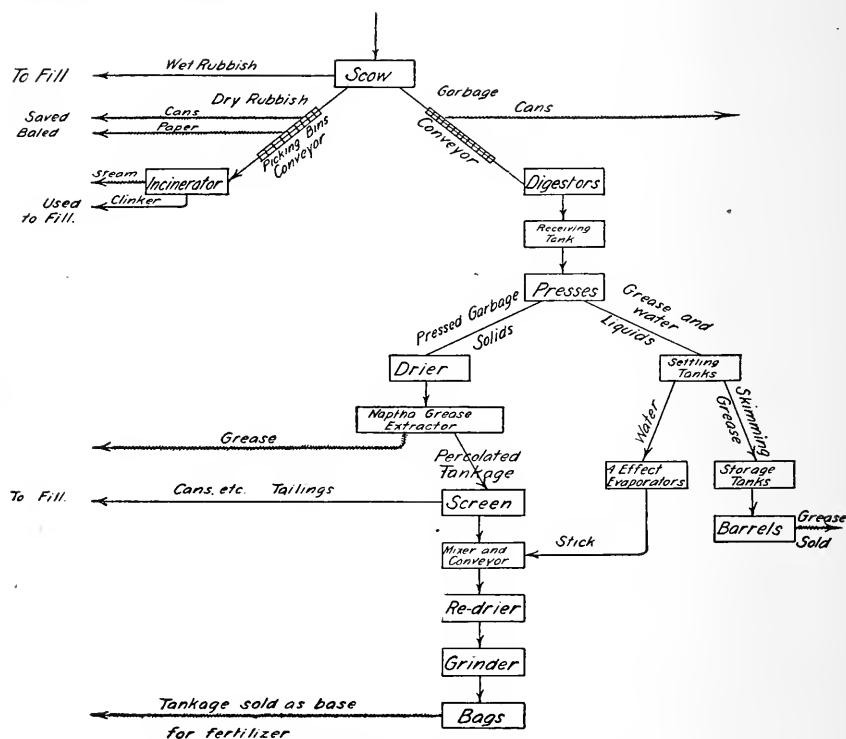 To Fill
Wet Rubbish
Scow
Dry Rubbish
Garbage
Saved
Cans
Cans
Baled
Paper
Picking Bins
Conveyor
Conveyor
Steam
Incinerator
Digestors
Used
to Fill.
Clinker
Receiving
Tank
Presses
Pressed Garbage
Solids
Grease and
water
Liquids
Drier
Settling
Tanks
Naptha Grease
Extractor
Grease
Water
Skimming
Grease
Percolated
Tankage
4 Effect
Evaporators
Storage
Tanks
To Fill.
Cans. etc. Tailings
Screen
Barrels
Grease
Sold
Mixer and
Conveyor
Stick
Re-drier
Grinder
Tankage sold as base
for fertilizer
Bags